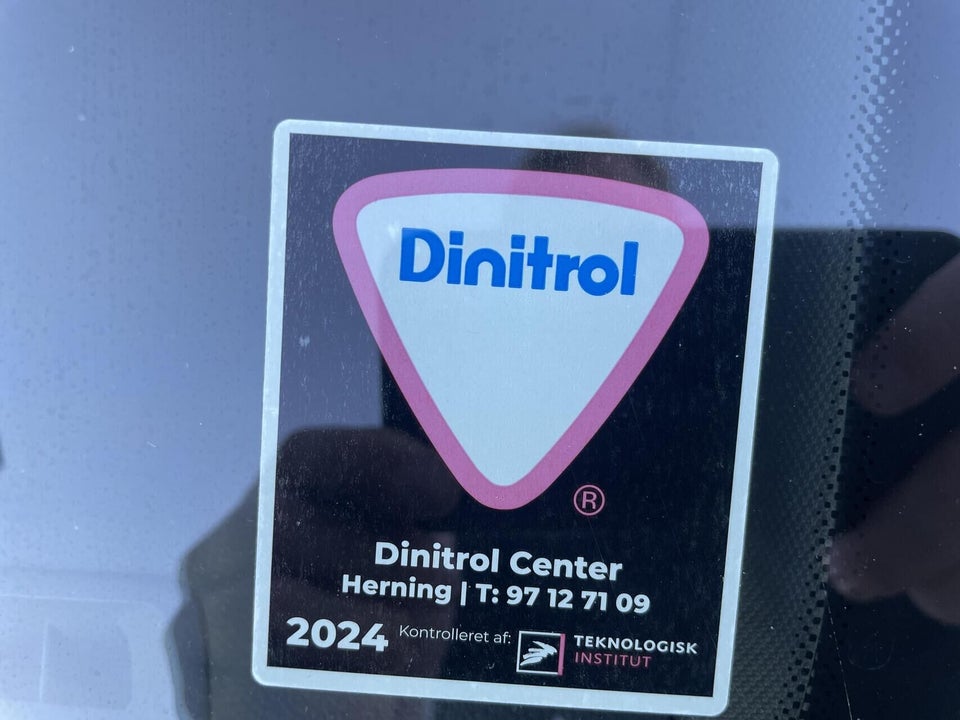 Dinitrol
®
Dinitrol Center
Herning | T: 97 12 71 09
2024 Kontrolleret af: TEKNOLOGISK
INSTITUT